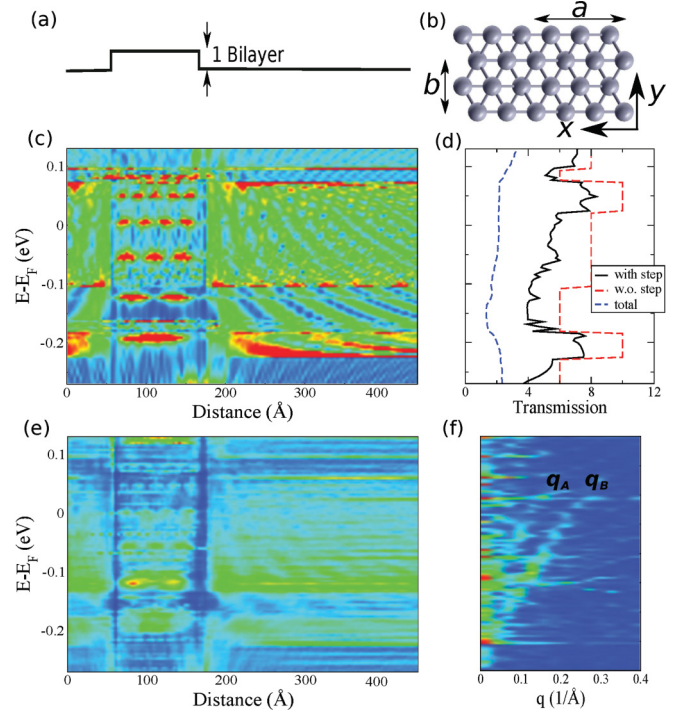 (a)
1 Bilayer
(b)
a
b
x
y
(c)
E-E_F (eV)
0.1
0
-0.1
-0.2
0 100 200 300 400
Distance (Å)
(d)
with step
w.o. step
total
0 4 8 12
Transmission
(e)
E-E_F (eV)
0.1
0
-0.1
-0.2
0 100 200 300 400
Distance (Å)
(f)
q_A q_B
0 0.1 0.2 0.3 0.4
q (1/Å)